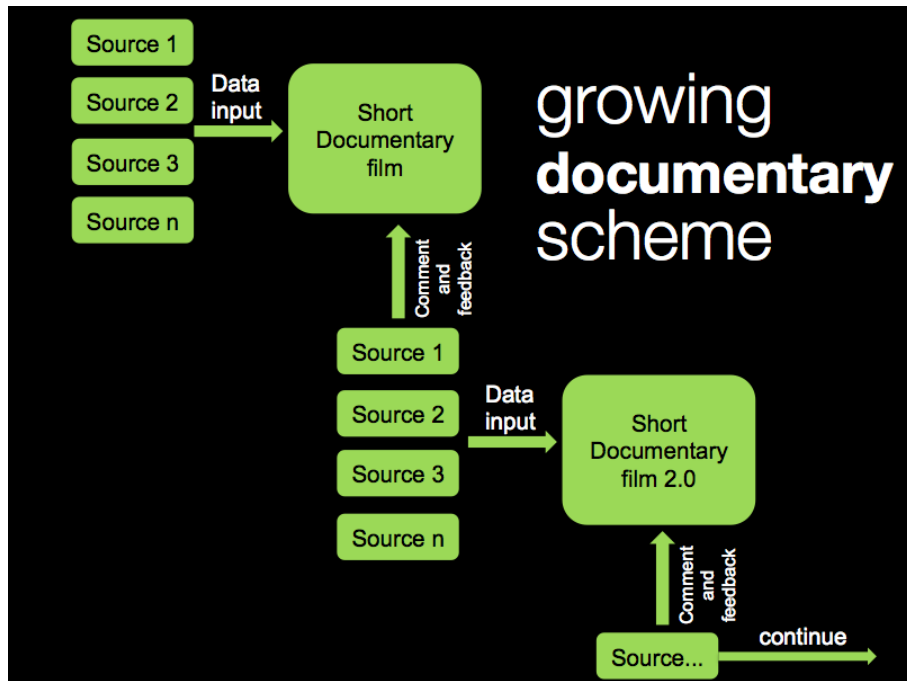 Source 1
Source 2
Source 3
Source n
Data
input
Short
Documentary
film
growing
documentary
scheme
Comment
and
feedback
Source 1
Source 2
Source 3
Source n
Data
input
Short
Documentary
film 2.0
Comment
and
feedback
Source...
continue